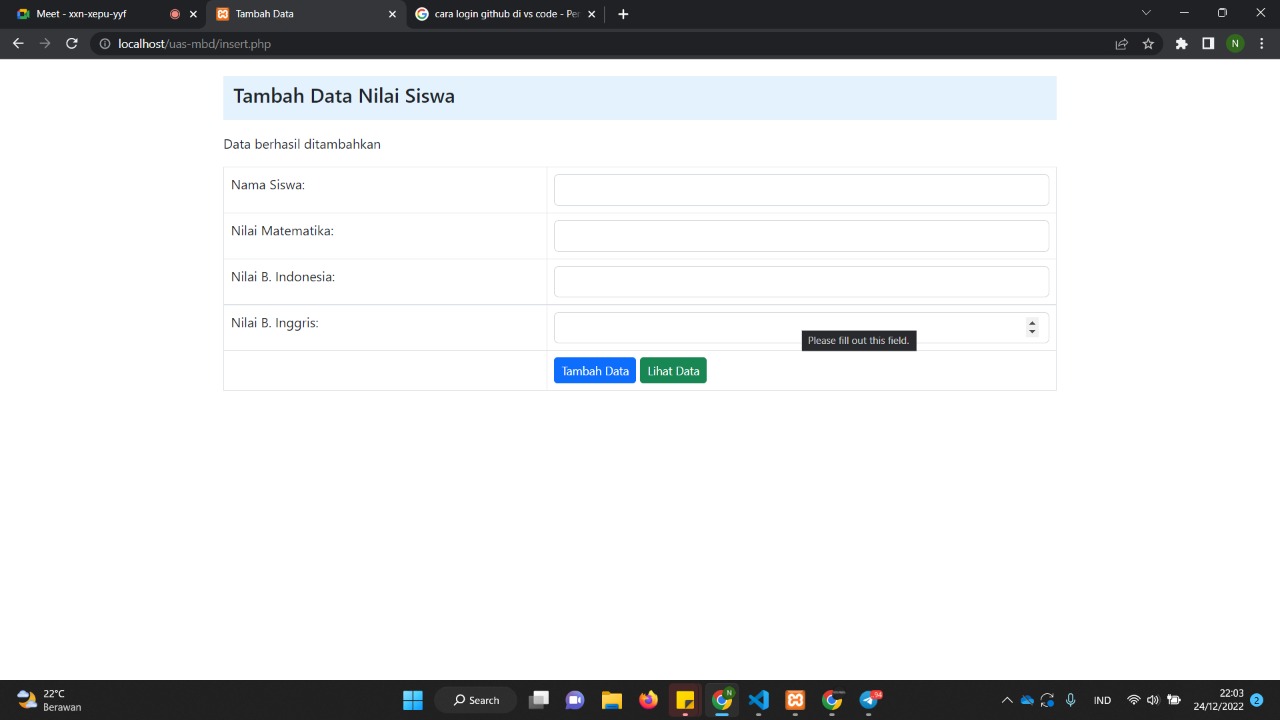 Meet - xxn-xepu-yyf
Tambah Data
cara login github di vs code - Pen
localhost/uas-mbd/insert.php
N
Tambah Data Nilai Siswa
Data berhasil ditambahkan
Nama Siswa:
Nilai Matematika:
Nilai B. Indonesia:
Nilai B. Inggris:
Please fill out this field.
Tambah Data Lihat Data
22°C
Berawan
Search
N
94
IND
22:03
24/12/2022
2